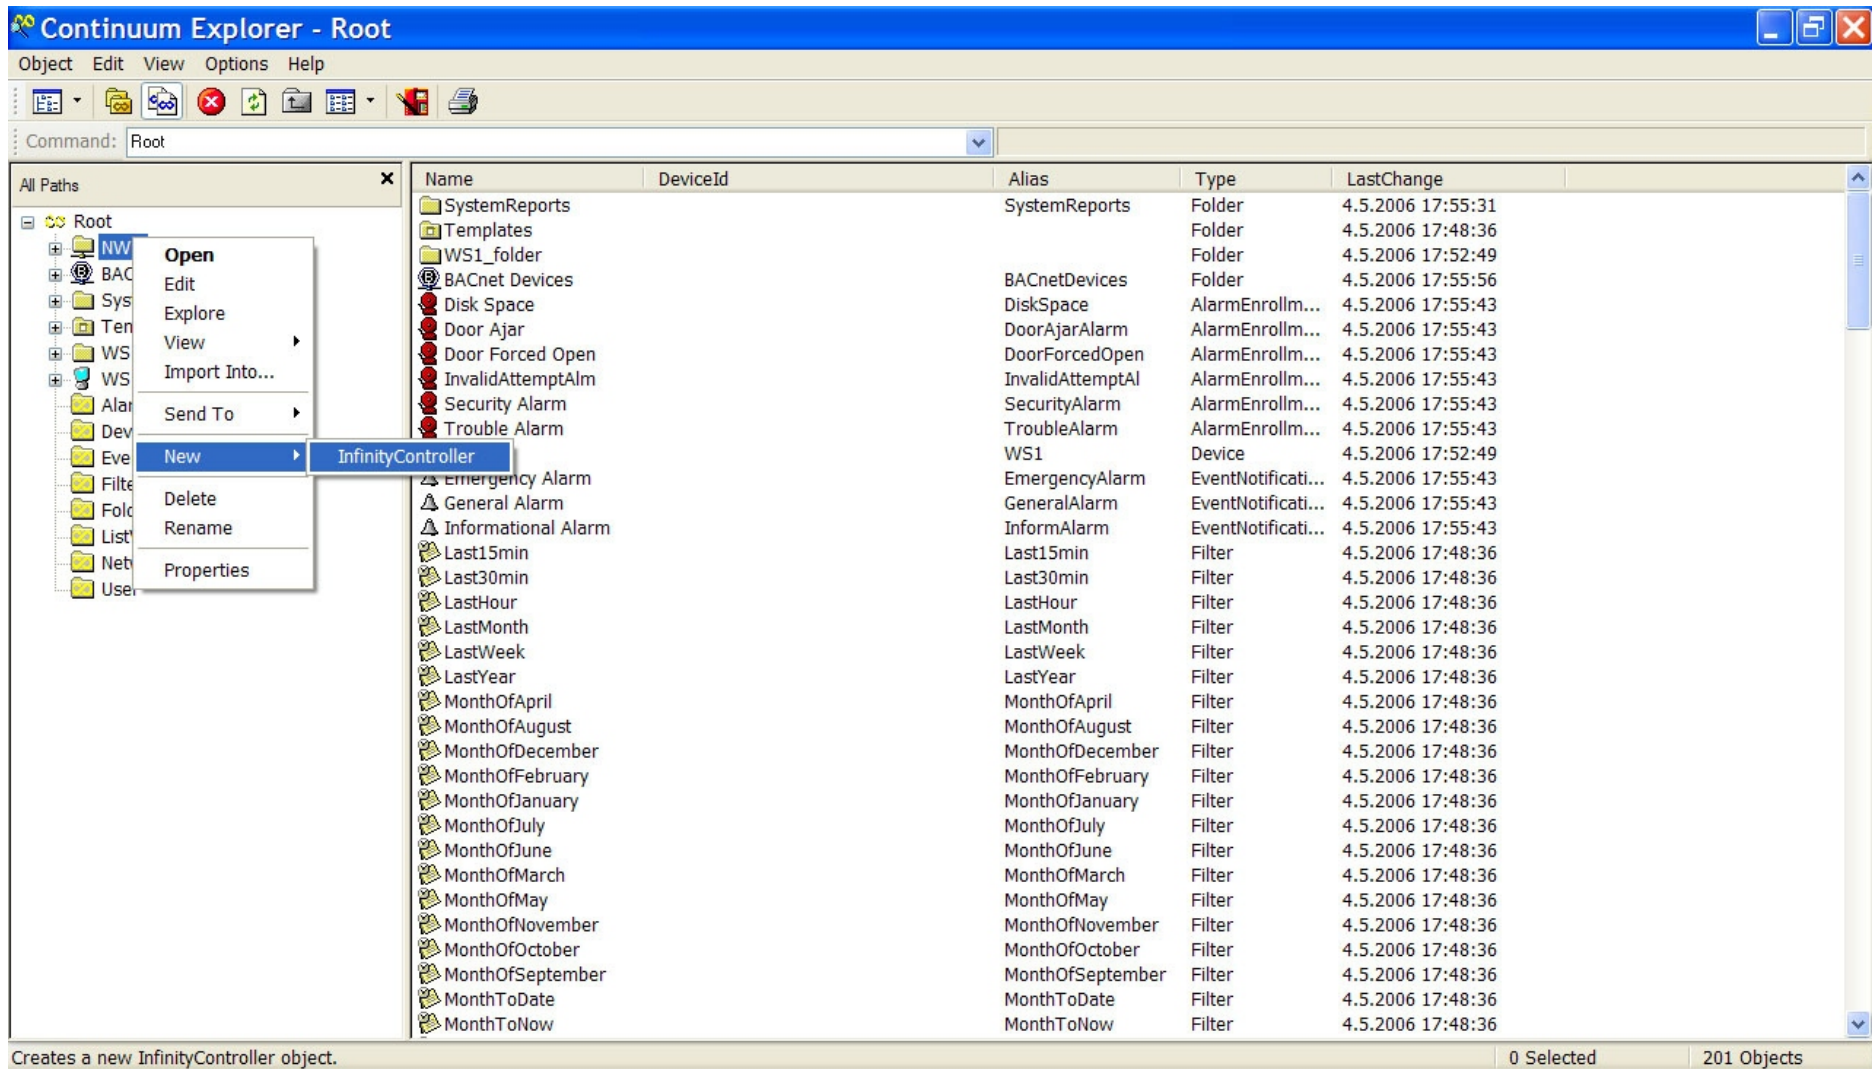 Continuum Explorer - Root
Object Edit View Options Help
Command: Root
All Paths
Root
NW
BAC
Sys
Tem
WS
WS
Alar
Dev
Eve
Filte
Fold
List
Net
User
Open
Edit
Explore
View
Import Into...
Send To
New
InfinityController
Delete
Rename
Properties
Name DeviceId Alias Type LastChange
SystemReports SystemReports Folder 4.5.2006 17:55:31
Templates Folder 4.5.2006 17:48:36
WS1_folder Folder 4.5.2006 17:52:49
BACnet Devices BACnetDevices Folder 4.5.2006 17:55:56
Disk Space DiskSpace AlarmEnrollm... 4.5.2006 17:55:43
Door Ajar DoorAjarAlarm AlarmEnrollm... 4.5.2006 17:55:43
Door Forced Open DoorForcedOpen AlarmEnrollm... 4.5.2006 17:55:43
InvalidAttemptAlm InvalidAttemptAl AlarmEnrollm... 4.5.2006 17:55:43
Security Alarm SecurityAlarm AlarmEnrollm... 4.5.2006 17:55:43
Trouble Alarm TroubleAlarm AlarmEnrollm... 4.5.2006 17:55:43
WS1 Device 4.5.2006 17:52:49
Emergency Alarm EmergencyAlarm EventNotificati... 4.5.2006 17:55:43
General Alarm GeneralAlarm EventNotificati... 4.5.2006 17:55:43
Informational Alarm InformAlarm EventNotificati... 4.5.2006 17:55:43
Last15min Last15min Filter 4.5.2006 17:48:36
Last30min Last30min Filter 4.5.2006 17:48:36
LastHour LastHour Filter 4.5.2006 17:48:36
LastMonth LastMonth Filter 4.5.2006 17:48:36
LastWeek LastWeek Filter 4.5.2006 17:48:36
LastYear LastYear Filter 4.5.2006 17:48:36
MonthOfApril MonthOfApril Filter 4.5.2006 17:48:36
MonthOfAugust MonthOfAugust Filter 4.5.2006 17:48:36
MonthOfDecember MonthOfDecember Filter 4.5.2006 17:48:36
MonthOfFebruary MonthOfFebruary Filter 4.5.2006 17:48:36
MonthOfJanuary MonthOfJanuary Filter 4.5.2006 17:48:36
MonthOfJuly MonthOfJuly Filter 4.5.2006 17:48:36
MonthOfJune MonthOfJune Filter 4.5.2006 17:48:36
MonthOfMarch MonthOfMarch Filter 4.5.2006 17:48:36
MonthOfMay MonthOfMay Filter 4.5.2006 17:48:36
MonthOfNovember MonthOfNovember Filter 4.5.2006 17:48:36
MonthOfOctober MonthOfOctober Filter 4.5.2006 17:48:36
MonthOfSeptember MonthOfSeptember Filter 4.5.2006 17:48:36
MonthToDate MonthToDate Filter 4.5.2006 17:48:36
MonthToNow MonthToNow Filter 4.5.2006 17:48:36
Creates a new InfinityController object. 0 Selected 201 Objects